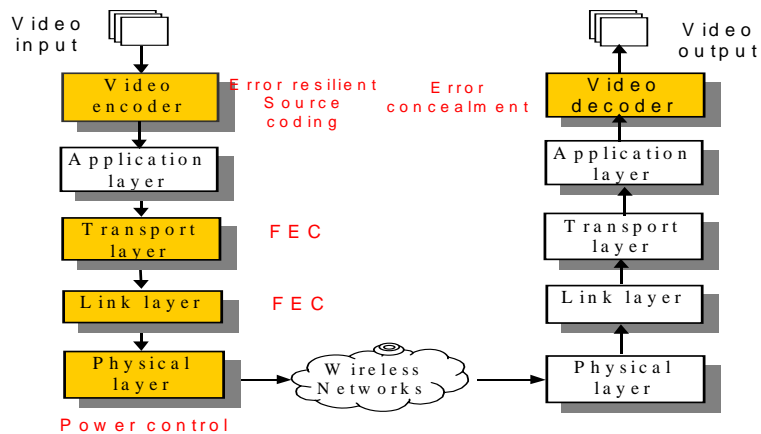 Video
input
Video
encoder
Error resilient
Source
coding
Application
layer
Transport
layer
FEC
Link layer
FEC
Physical
layer
Power control
Wireless
Networks
Video
output
Error
concealment
Video
decoder
Application
layer
Transport
layer
Link layer
Physical
layer